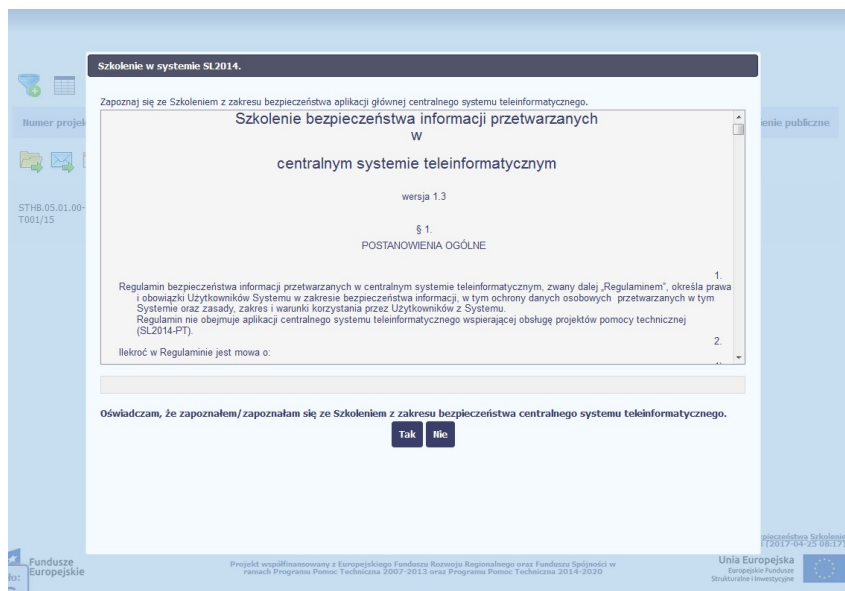 Szkolenie w systemie SL2014.
Zapoznaj się ze Szkoleniem z zakresu bezpieczeństwa aplikacji głównej centralnego systemu teleinformatycznego.
Szkolenie bezpieczeństwa informacji przetwarzanych
w
centralnym systemie teleinformatycznym
wersja 1.3
§ 1.
POSTANOWIENIA OGÓLNE
1.
Regulamin bezpieczeństwa informacji przetwarzanych w centralnym systemie teleinformatycznym, zwany dalej „Regulaminem”, określa prawa
i obowiązki Użytkowników Systemu w zakresie bezpieczeństwa informacji, w tym ochrony danych osobowych przetwarzanych w tym
Systemie oraz zasady, zakres i warunki korzystania przez Użytkowników z Systemu.
Regulamin nie obejmuje aplikacji centralnego systemu teleinformatycznego wspierającej obsługę projektów pomocy technicznej
(SL2014-PT).
2.
Ilekroć w Regulaminie jest mowa o:
Oświadczam, że zapoznałem/zapoznałam się ze Szkoleniem z zakresu bezpieczeństwa centralnego systemu teleinformatycznego.
Tak Nie
Numer projek
enie publiczne
STHB.05.01.00-
T001/15
Szkolenie
(2017-04-25 08:17)
Fundusze
Europejskie
Projekt współfinansowany z Europejskiego Funduszu Rozwoju Regionalnego oraz Funduszu Spójności w
ramach Programu Pomoc Techniczna 2007-2013 oraz Programu Pomoc Techniczna 2014-2020
Unia Europejska
Europejskie Fundusze
Strukturalne i Inwestycyjne